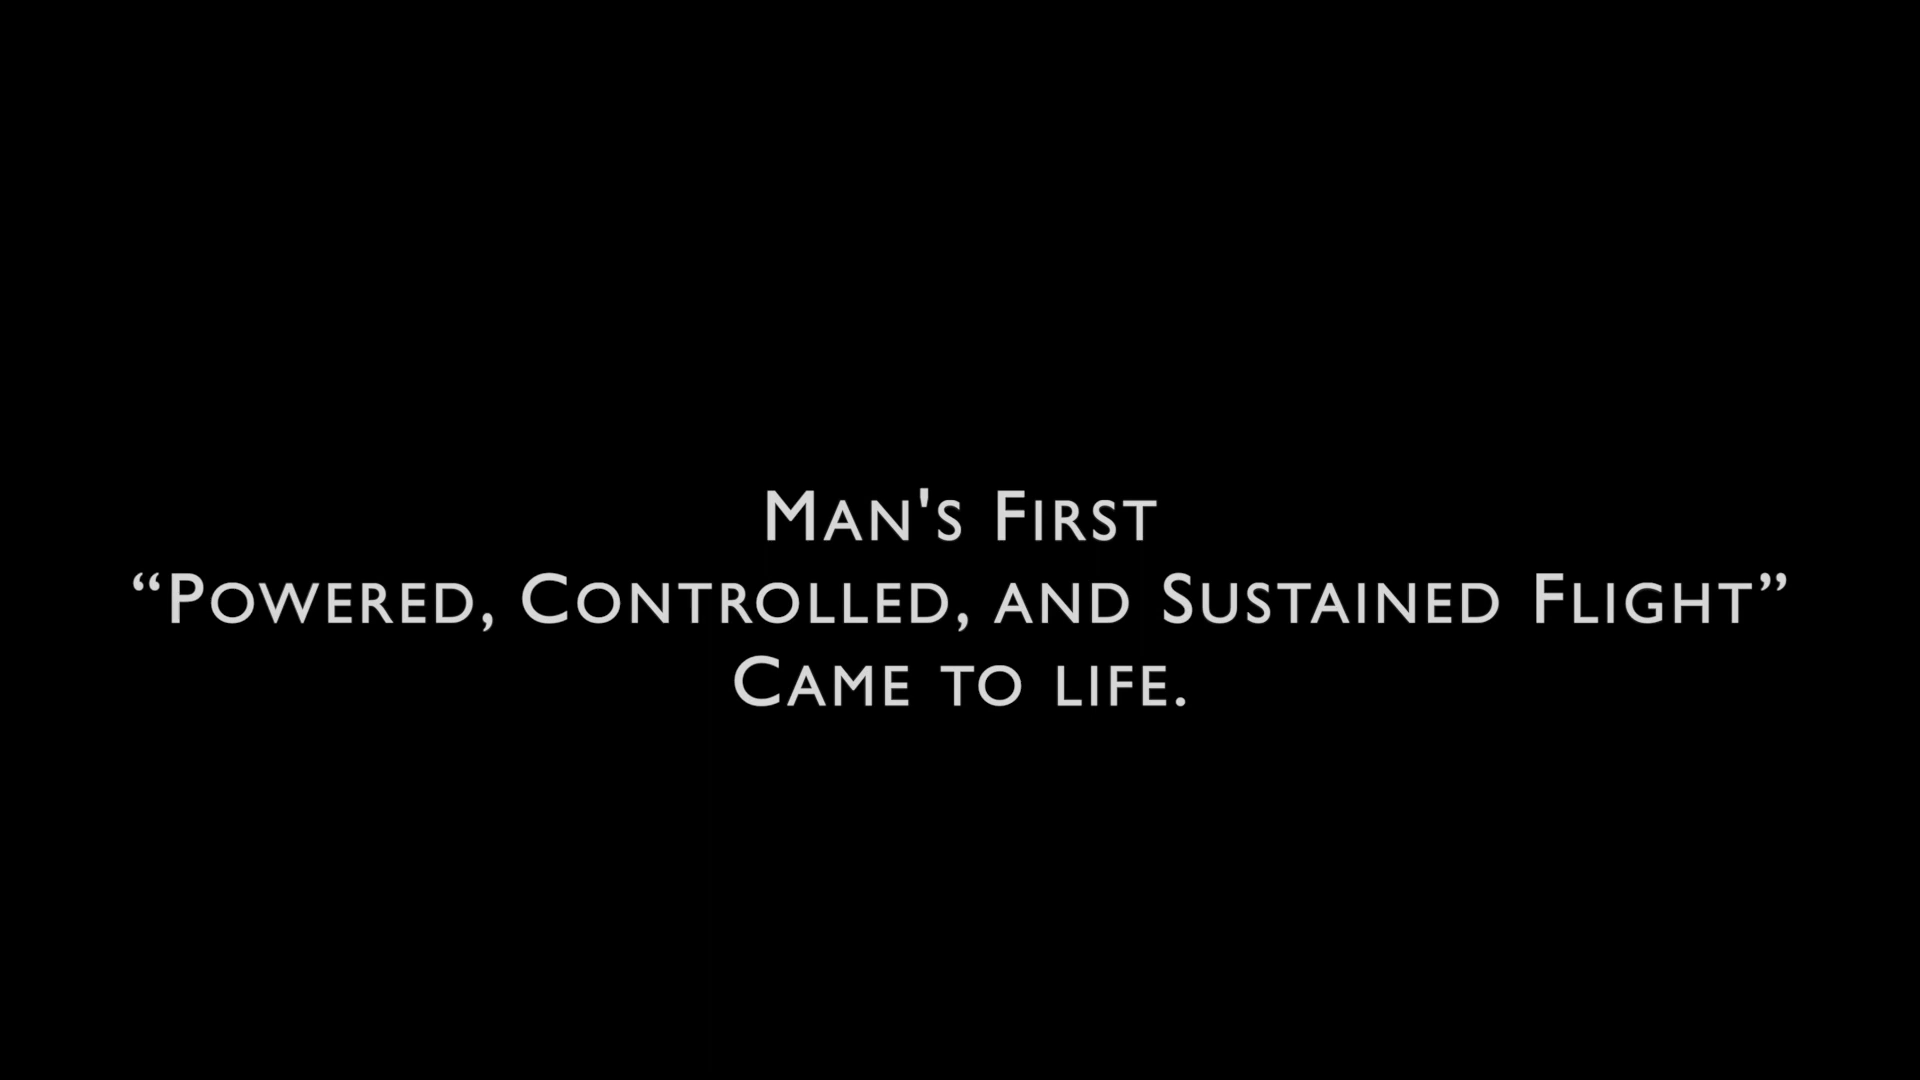 Man's First
“Powered, Controlled, and Sustained Flight”
Came to life.